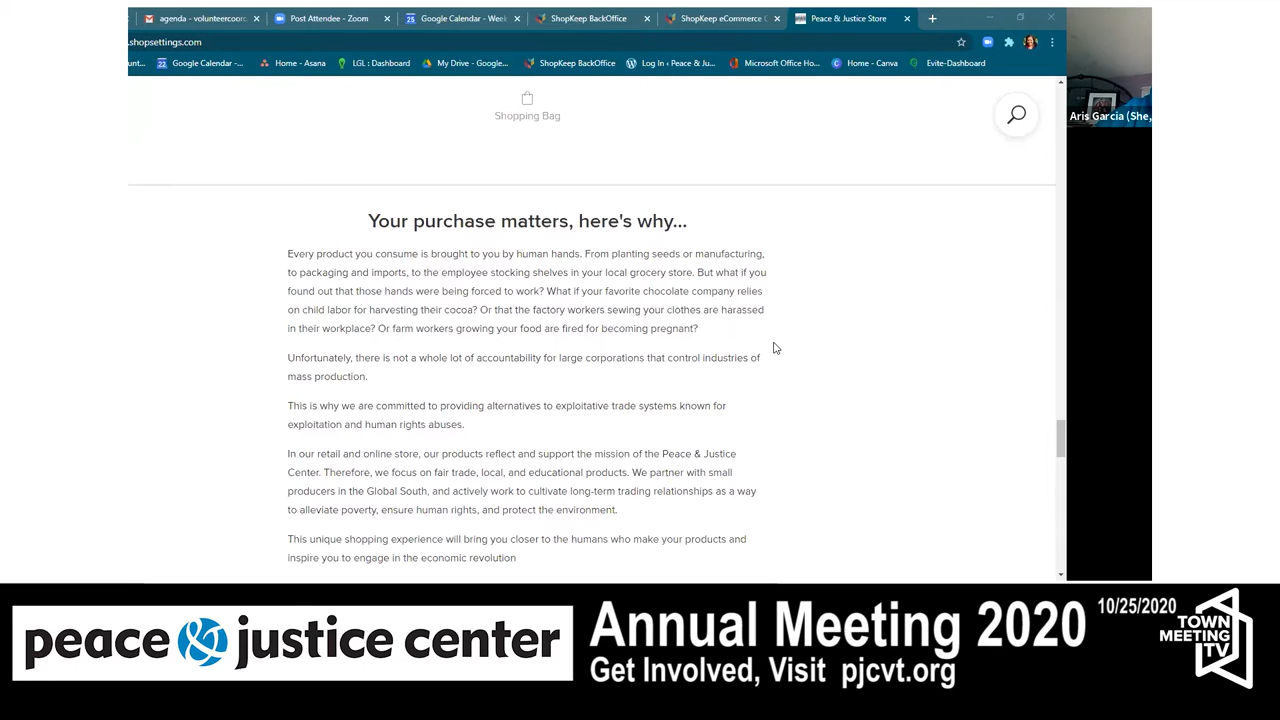 agenda - volunteercoor
Post Attendee - Zoom
Google Calendar - Wee
ShopKeep BackOffice
ShopKeep eCommerce C
Peace & Justice Store
.shopsettings.com
unt...
Google Calendar -...
Home - Asana
LGL : Dashboard
My Drive - Google...
ShopKeep BackOffice
Log In ‹ Peace & Ju...
Microsoft Office Ho...
Home - Canva
Evite-Dashboard
Shopping Bag
Aris Garcia (She,
Your purchase matters, here's why...
Every product you consume is brought to you by human hands. From planting seeds or manufacturing,
to packaging and imports, to the employee stocking shelves in your local grocery store. But what if you
found out that those hands were being forced to work? What if your favorite chocolate company relies
on child labor for harvesting their cocoa? Or that the factory workers sewing your clothes are harassed
in their workplace? Or farm workers growing your food are fired for becoming pregnant?
Unfortunately, there is not a whole lot of accountability for large corporations that control industries of
mass production.
This is why we are committed to providing alternatives to exploitative trade systems known for
exploitation and human rights abuses.
In our retail and online store, our products reflect and support the mission of the Peace & Justice
Center. Therefore, we focus on fair trade, local, and educational products. We partner with small
producers in the Global South, and actively work to cultivate long-term trading relationships as a way
to alleviate poverty, ensure human rights, and protect the environment.
This unique shopping experience will bring you closer to the humans who make your products and
inspire you to engage in the economic revolution
peace & justice center
Annual Meeting 2020
10/25/2020
Get Involved, Visit pjcvt.org
TOWN
MEETING
TV